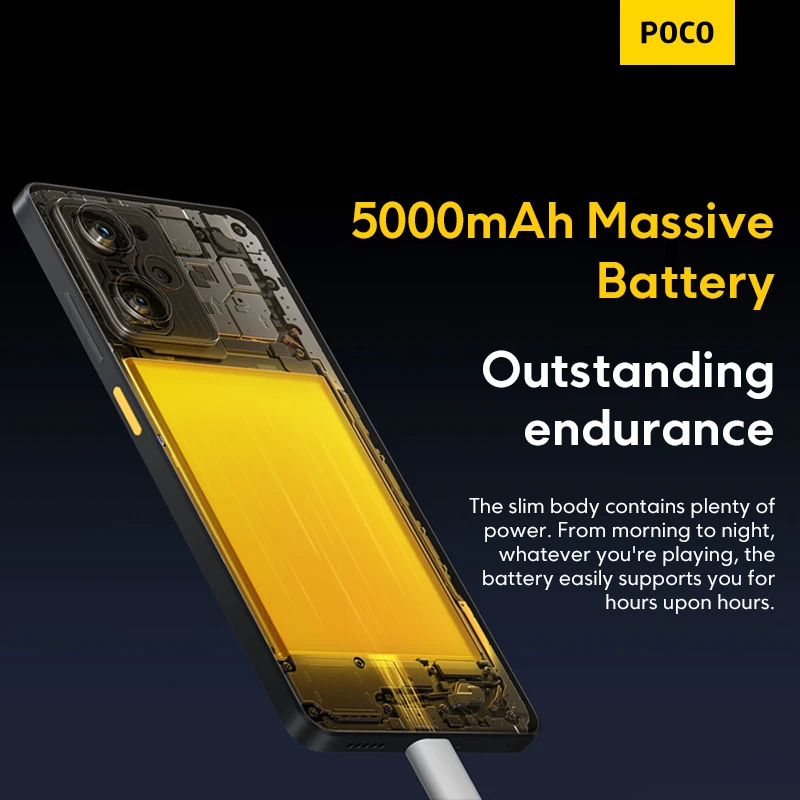 POCO
5000mAh Massive
Battery
Outstanding
endurance
The slim body contains plenty of
power. From morning to night,
whatever you're playing, the
battery easily supports you for
hours upon hours.